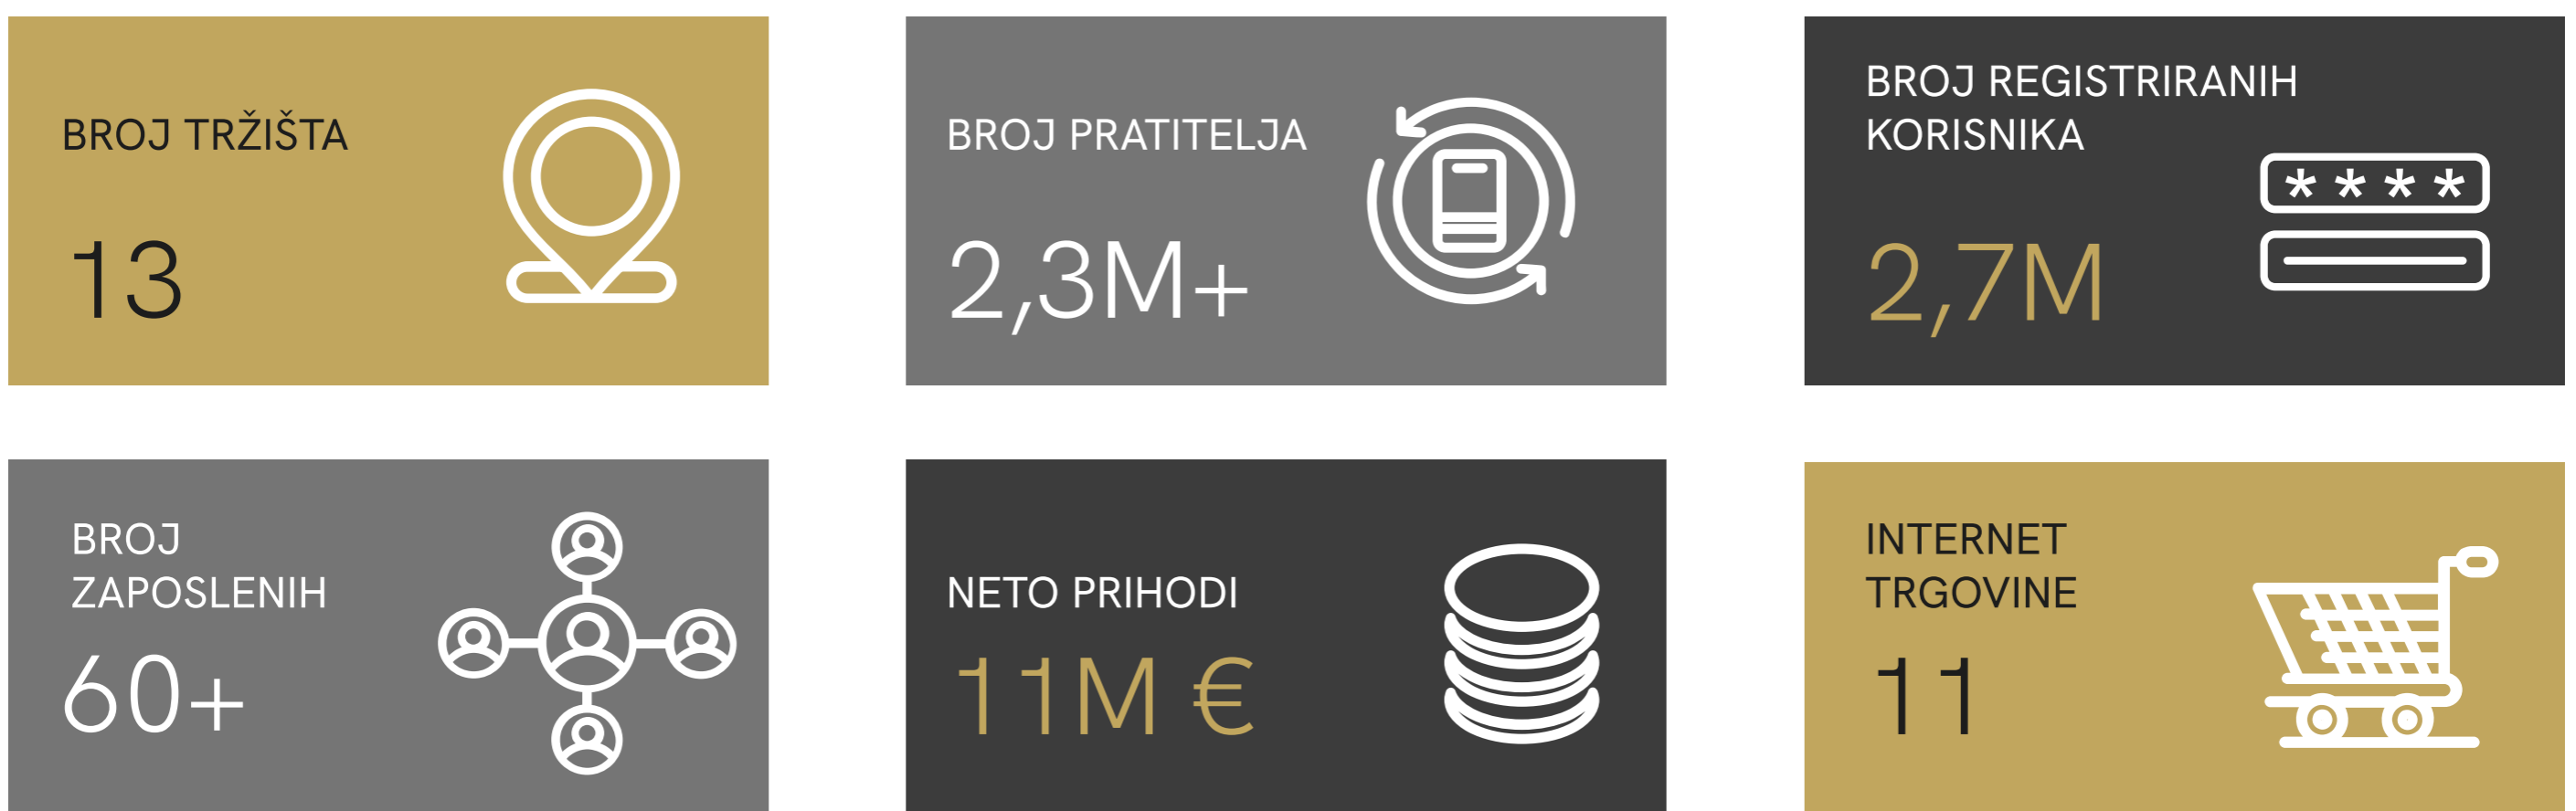 BROJ TRŽIŠTA
13
BROJ PRATITELJA
2,3M+
BROJ REGISTRIRANIH
KORISNIKA
****
2,7M
BROJ
ZAPOSLENIH
60+
NETO PRIHODI
11M €
INTERNET
TRGOVINE
11